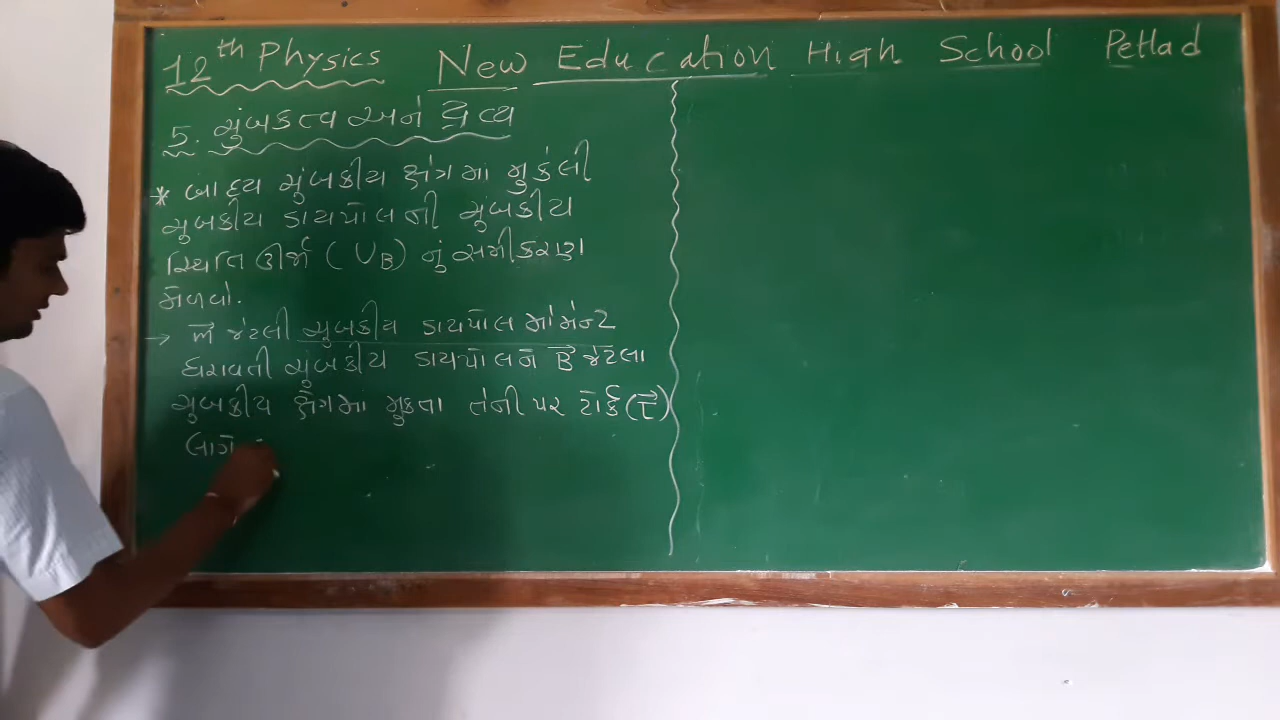 12th Physics New Education High School Petlad
5. ચુંબકત્વ અને દ્રવ્ય
* બાહ્ય ચુંબકીય ક્ષેત્રમાં મુકેલી
ચુંબકીય ડાયપોલની ચુંબકીય
સ્થિતિ ઊર્જા (UB) નું સમીકરણ
મેળવો.
→ m⃗ જેટલી ચુંબકીય ડાયપોલ મોમેન્ટ
ધરાવતી ચુંબકીય ડાયપોલને B⃗ જેટલા
ચુંબકીય ક્ષેત્રમાં મુકતા તેની પર ટોર્ક (τ⃗)
લાગે